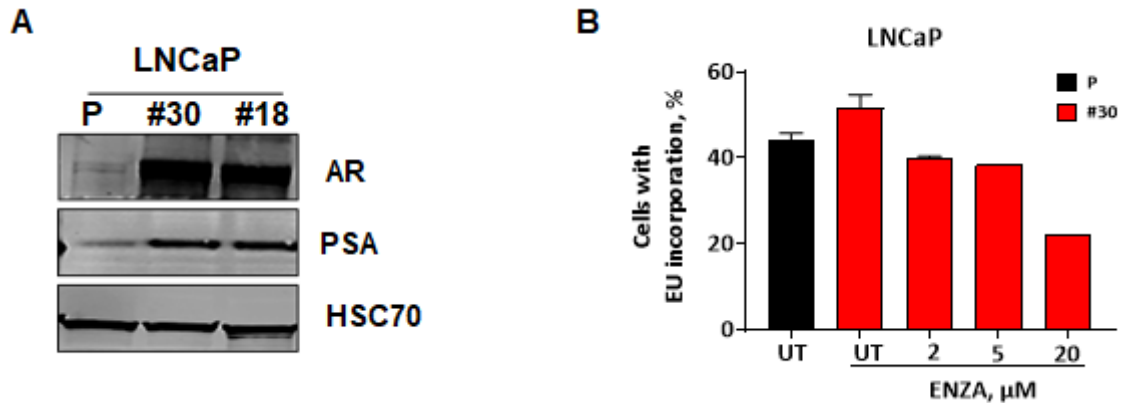 A
LNCaP
P #30 #18
AR
PSA
HSC70
B
LNCaP
P
#30
Cells with
EU incorporation, %
60
40
20
0
UT UT 2 5 20
ENZA, µM